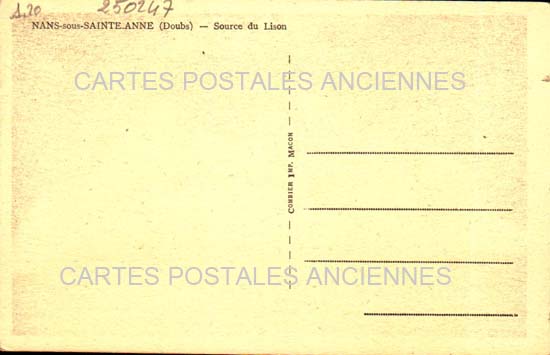 1,20 250247
NANS-sous-SAINTE-ANNE (Doubs) — Source du Lison
CARTES POSTALES ANCIENNES
COMBIER IMP. MACON
CARTES POSTALES ANCIENNES